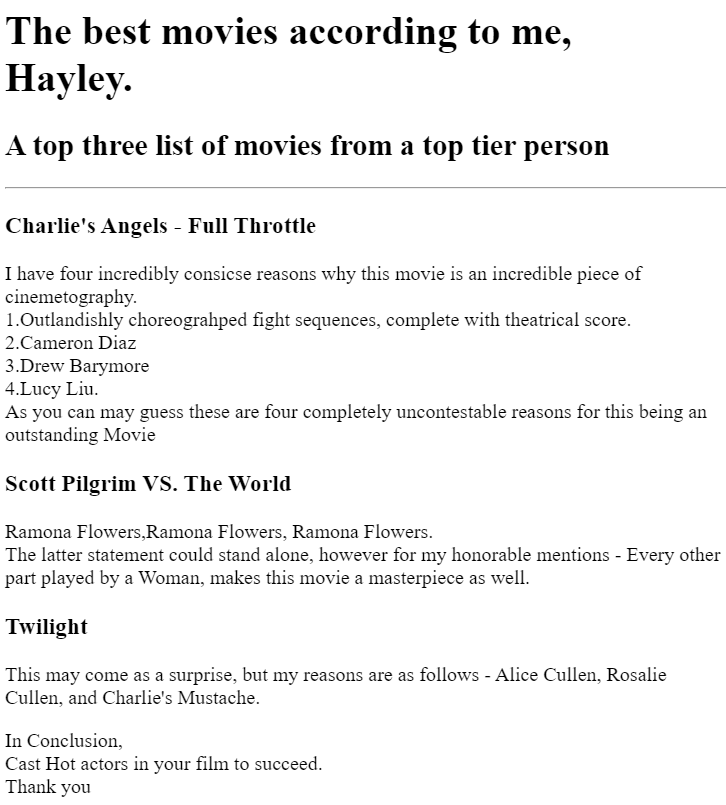 The best movies according to me,
Hayley.
A top three list of movies from a top tier person
Charlie's Angels - Full Throttle
I have four incredibly consicse reasons why this movie is an incredible piece of
cinemetography.
1.Outlandishly choreograhped fight sequences, complete with theatrical score.
2.Cameron Diaz
3.Drew Barymore
4.Lucy Liu.
As you can may guess these are four completely uncontestable reasons for this being an
outstanding Movie
Scott Pilgrim VS. The World
Ramona Flowers,Ramona Flowers, Ramona Flowers.
The latter statement could stand alone, however for my honorable mentions - Every other
part played by a Woman, makes this movie a masterpiece as well.
Twilight
This may come as a surprise, but my reasons are as follows - Alice Cullen, Rosalie
Cullen, and Charlie's Mustache.
In Conclusion,
Cast Hot actors in your film to succeed.
Thank you